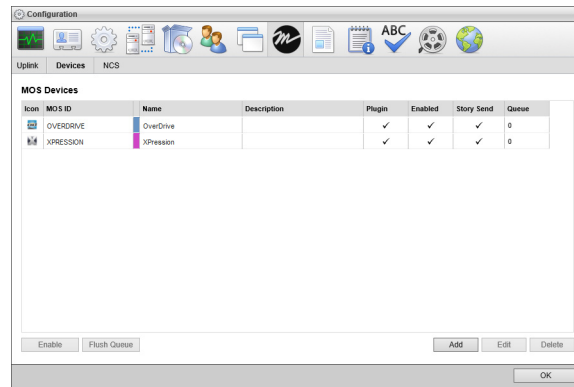 Configuration
ABC
Uplink Devices NCS
MOS Devices
Icon MOS ID Name Description Plugin Enabled Story Send Queue
OVERDRIVE OverDrive 0
XPRESSION XPression 0
Enable Flush Queue Add Edit Delete
OK